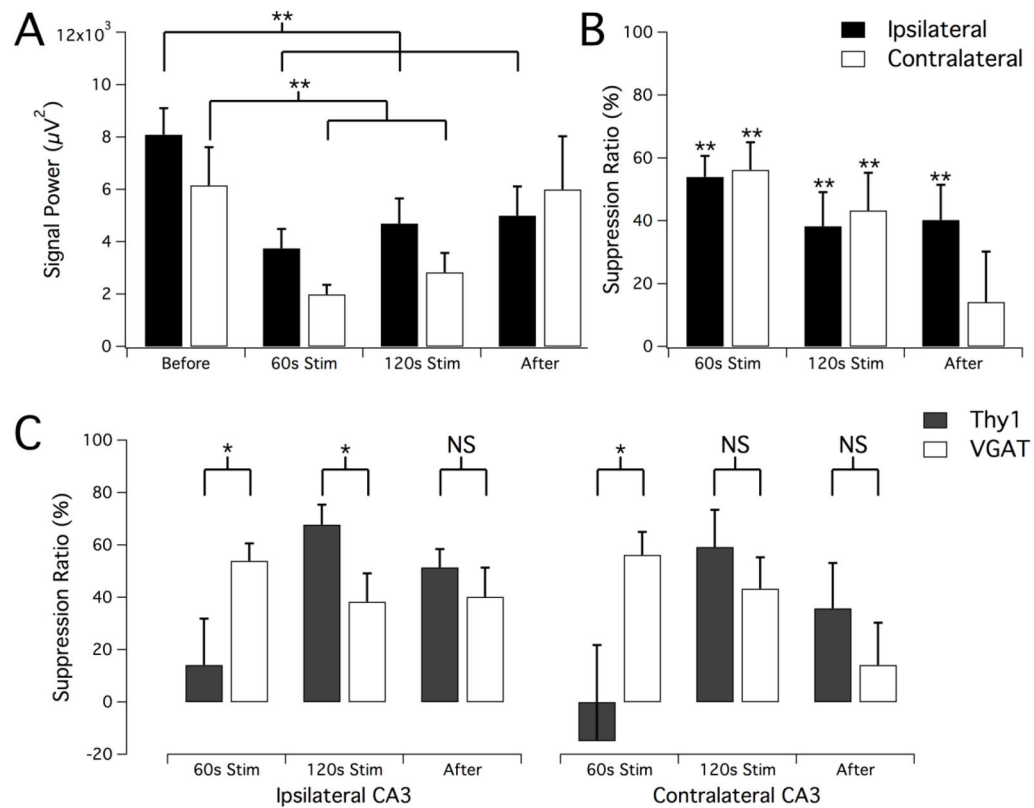 A
12x10³
10
8
6
4
2
0
Signal Power (µV²)
**
**
Before
60s Stim
120s Stim
After
B
Ipsilateral
Contralateral
100
80
60
40
20
0
Suppression Ratio (%)
**
**
**
**
**
60s Stim
120s Stim
After
C
Thy1
VGAT
100
80
60
40
20
0
-20
Suppression Ratio (%)
*
*
NS
*
NS
NS
60s Stim
120s Stim
After
60s Stim
120s Stim
After
Ipsilateral CA3
Contralateral CA3